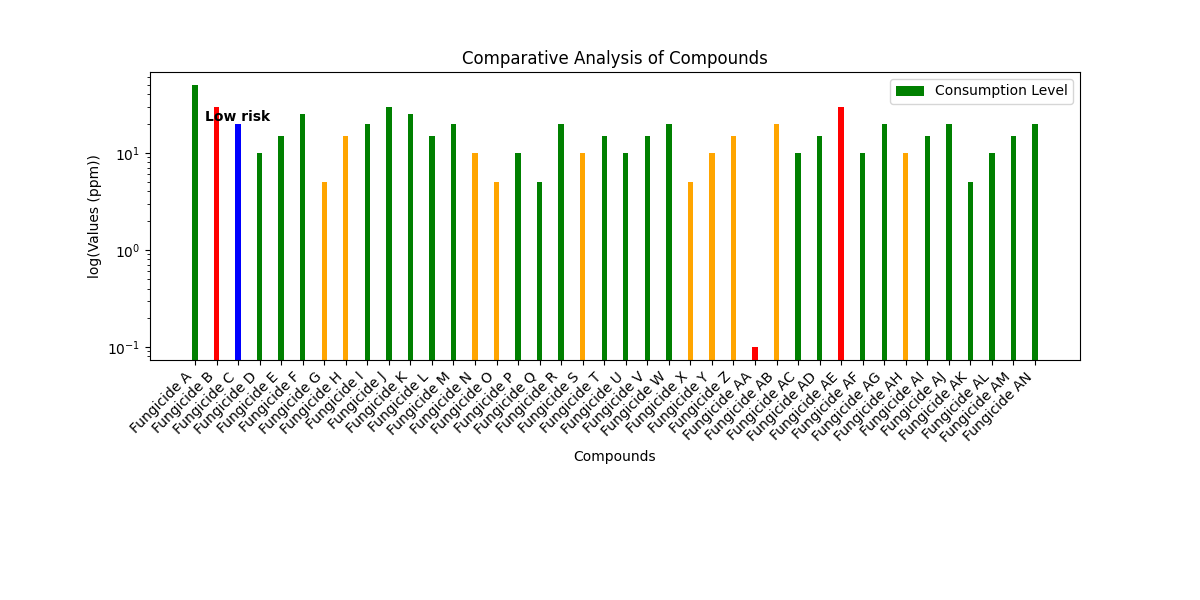 Comparative Analysis of Compounds
Consumption Level
Low risk
log(Values (ppm))
10¹
10⁰
10⁻¹
Fungicide A
Fungicide B
Fungicide C
Fungicide D
Fungicide E
Fungicide F
Fungicide G
Fungicide H
Fungicide I
Fungicide J
Fungicide K
Fungicide L
Fungicide M
Fungicide N
Fungicide O
Fungicide P
Fungicide Q
Fungicide R
Fungicide S
Fungicide T
Fungicide U
Fungicide V
Fungicide W
Fungicide X
Fungicide Y
Fungicide Z
Fungicide AA
Fungicide AB
Fungicide AC
Fungicide AD
Fungicide AE
Fungicide AF
Fungicide AG
Fungicide AH
Fungicide AI
Fungicide AJ
Fungicide AK
Fungicide AL
Fungicide AM
Fungicide AN
Compounds